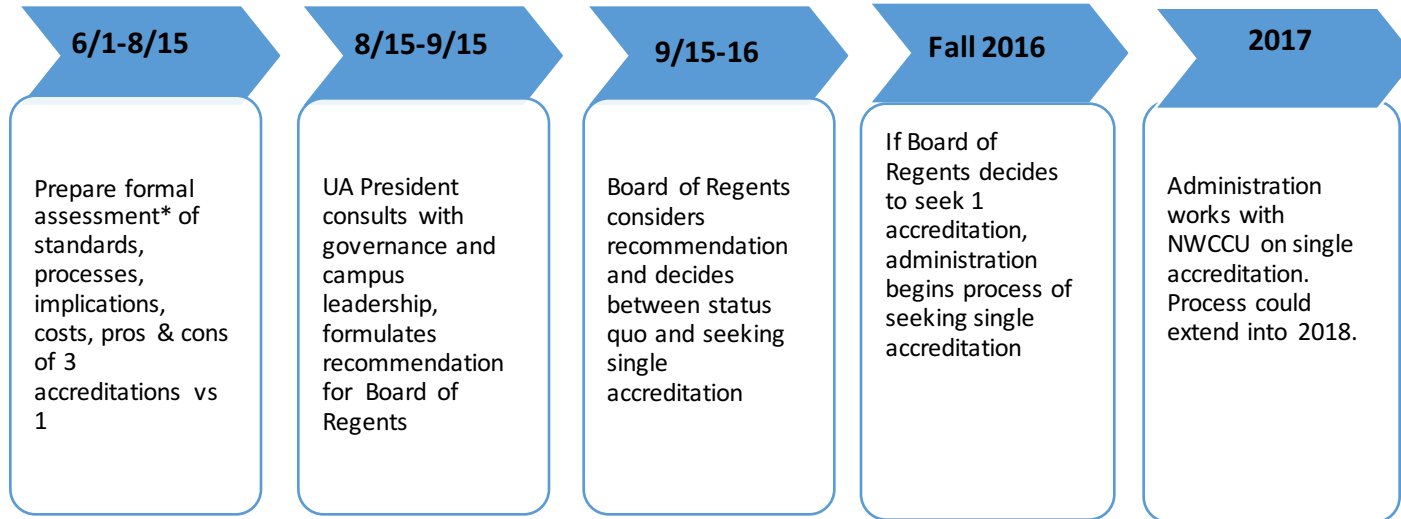 6/1-8/15
Prepare formal
assessment* of
standards,
processes,
implications,
costs, pros & cons
of 3
accreditations vs
1
8/15-9/15
UA President
consults with
governance and
campus
leadership,
formulates
recommendation
for Board of
Regents
9/15-16
Board of Regents
considers
recommendation
and decides
between status
quo and seeking
single
accreditation
Fall 2016
If Board of
Regents decides
to seek 1
accreditation,
administration
begins process of
seeking single
accreditation
2017
Administration
works with
NWCCU on single
accreditation.
Process could
extend into 2018.